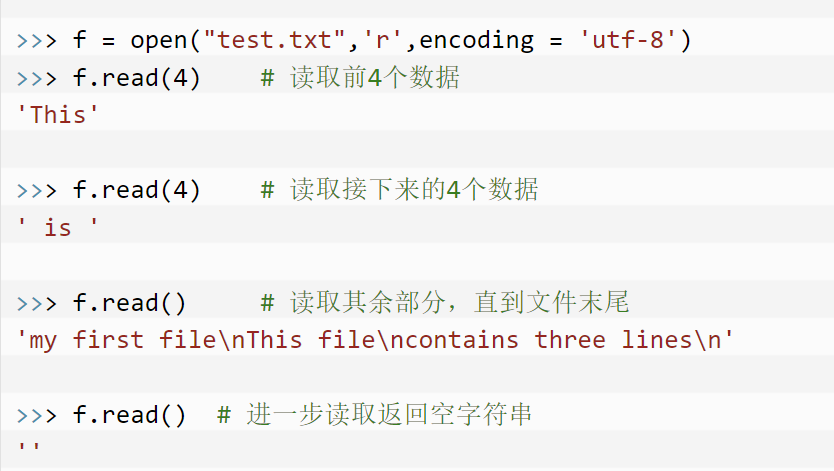 >>> f = open("test.txt",'r',encoding = 'utf-8')
>>> f.read(4)    # 读取前4个数据
'This'
>>> f.read(4)    # 读取接下来的4个数据
' is '
>>> f.read()     # 读取其余部分，直到文件末尾
'my first file\nThis file\ncontains three lines\n'
>>> f.read()  # 进一步读取返回空字符串
''